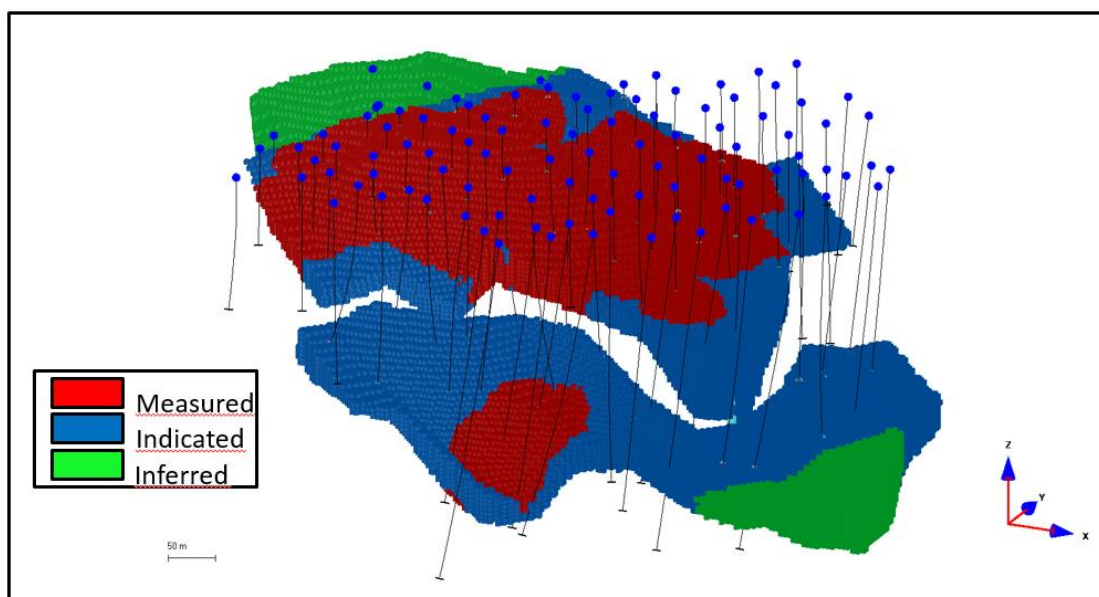 Measured
Indicated
Inferred
50 m
Z
Y
X